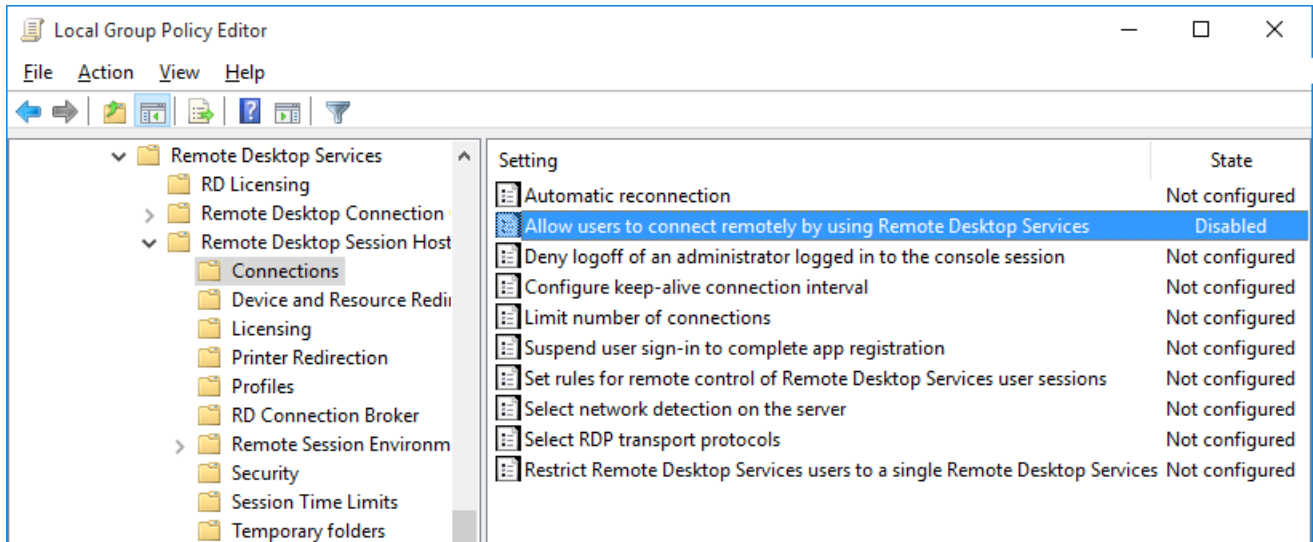 Local Group Policy Editor
File Action View Help
Remote Desktop Services
RD Licensing
Remote Desktop Connection
Remote Desktop Session Host
Connections
Device and Resource Redi
Licensing
Printer Redirection
Profiles
RD Connection Broker
Remote Session Environm
Security
Session Time Limits
Temporary folders
Setting State
Automatic reconnection Not configured
Allow users to connect remotely by using Remote Desktop Services Disabled
Deny logoff of an administrator logged in to the console session Not configured
Configure keep-alive connection interval Not configured
Limit number of connections Not configured
Suspend user sign-in to complete app registration Not configured
Set rules for remote control of Remote Desktop Services user sessions Not configured
Select network detection on the server Not configured
Select RDP transport protocols Not configured
Restrict Remote Desktop Services users to a single Remote Desktop Services Not configured